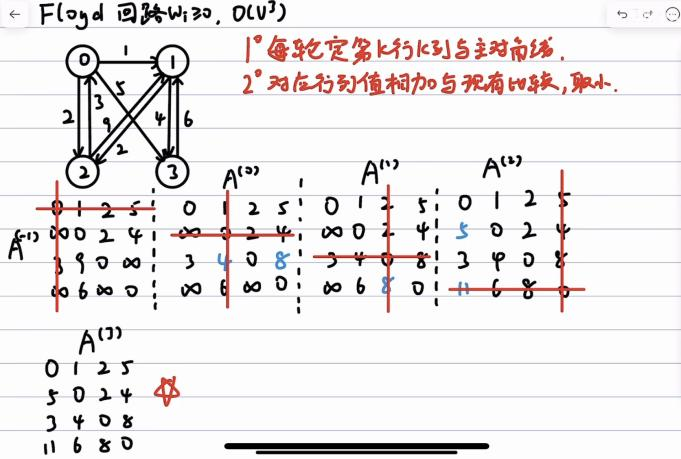 Floyd 回路Wi≥0, O(V³)
1° 每轮定第k行k列与主对角线.
2° 对应行列值相加与现有比较,取小.
0 1 2 3
1 5 2 3 9 2 4 6
A⁽⁰⁾ A⁽¹⁾ A⁽²⁾
A⁽⁻¹⁾
0 1 2 5 0 1 2 5 0 1 2 5 0 1 2 5
∞ 0 2 4 ∞ 0 2 4 ∞ 0 2 4 5 0 2 4
3 9 0 ∞ 3 4 0 8 3 4 0 8 3 4 0 8
∞ 6 ∞ 0 ∞ 6 ∞ 0 ∞ 6 8 0 11 6 8 0
A⁽³⁾
0 1 2 5
5 0 2 4
3 4 0 8
11 6 8 0